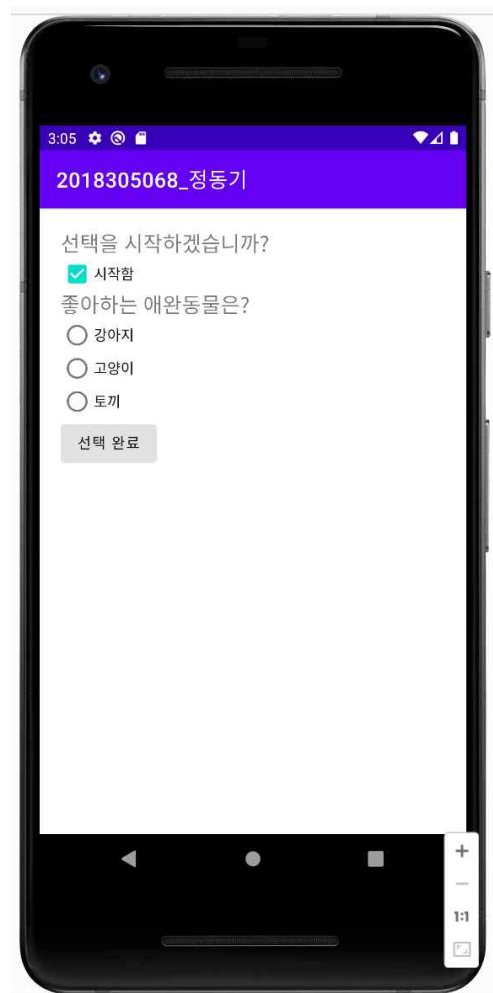 3:05
2018305068_정동기
선택을 시작하겠습니까?
시작함
좋아하는 애완동물은?
강아지
고양이
토끼
선택 완료
1:1